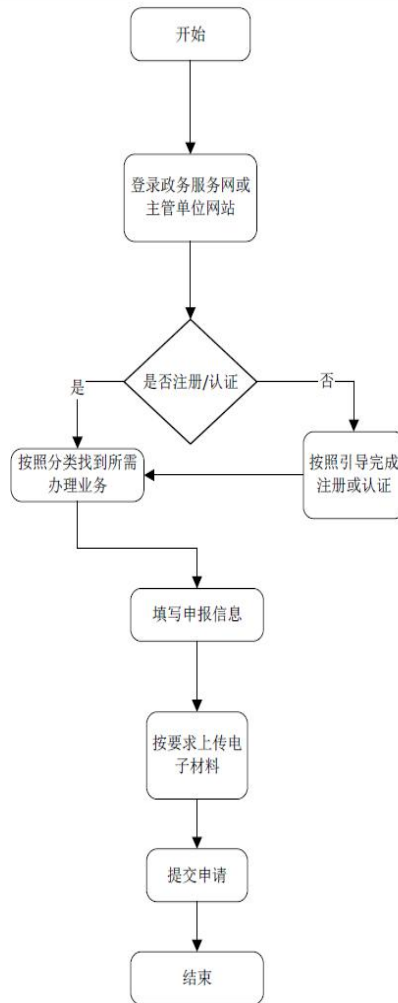 开始
登录政务服务网或
主管单位网站
是否注册/认证
是
否
按照分类找到所需
办理业务
按照引导完成
注册或认证
填写申报信息
按要求上传电
子材料
提交申请
结束